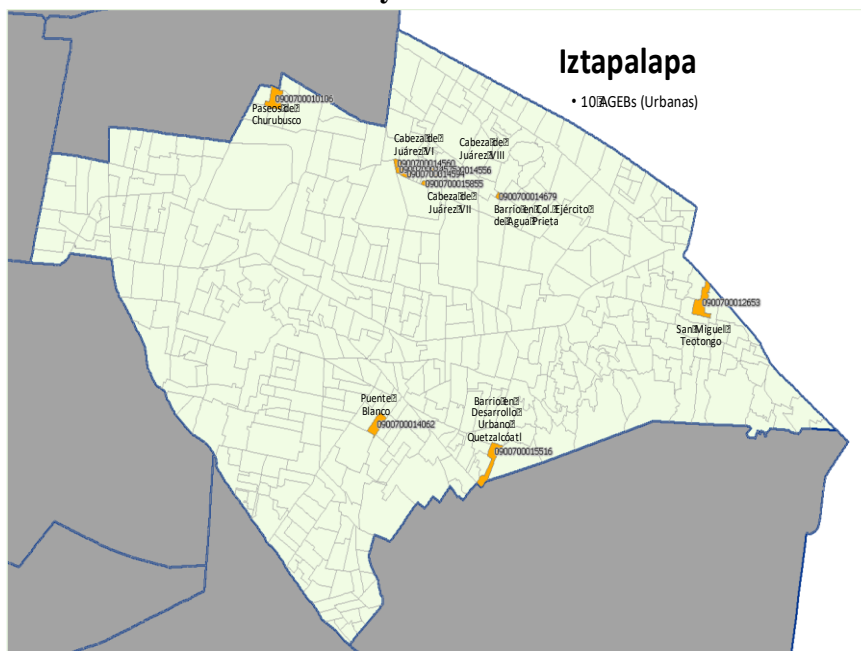 Iztapalapa
• 10⍰AGEBs (Urbanas)
0900700010106
Paseos⍰de⍰
Churubusco
Cabeza⍰de⍰
Juárez⍰VI
Cabeza⍰de⍰
Juárez⍰VIII
0900700014560
0900700014594
0900700015855
Cabeza⍰de⍰
Juárez⍰VII
0900700014679
Barrio⍰en⍰Col.⍰Ejército⍰
de⍰Agua⍰Prieta
0900700012653
San⍰Miguel⍰
Teotongo
Puente⍰
Blanco
0900700014062
Barrio⍰en⍰
Desarrollo⍰
Urbano⍰
Quetzalcóatl
0900700015516